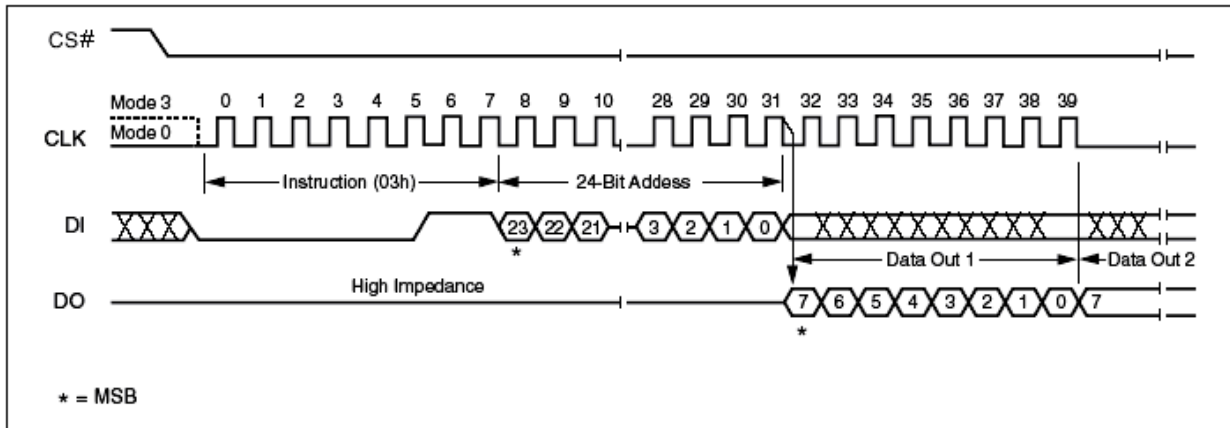 CS#
Mode 3 0 1 2 3 4 5 6 7 8 9 10 28 29 30 31 32 33 34 35 36 37 38 39
Mode 0
CLK
Instruction (03h) 24-Bit Addess
DI 23 22 21 3 2 1 0
* Data Out 1 Data Out 2
High Impedance
DO 7 6 5 4 3 2 1 0 7
*
* = MSB